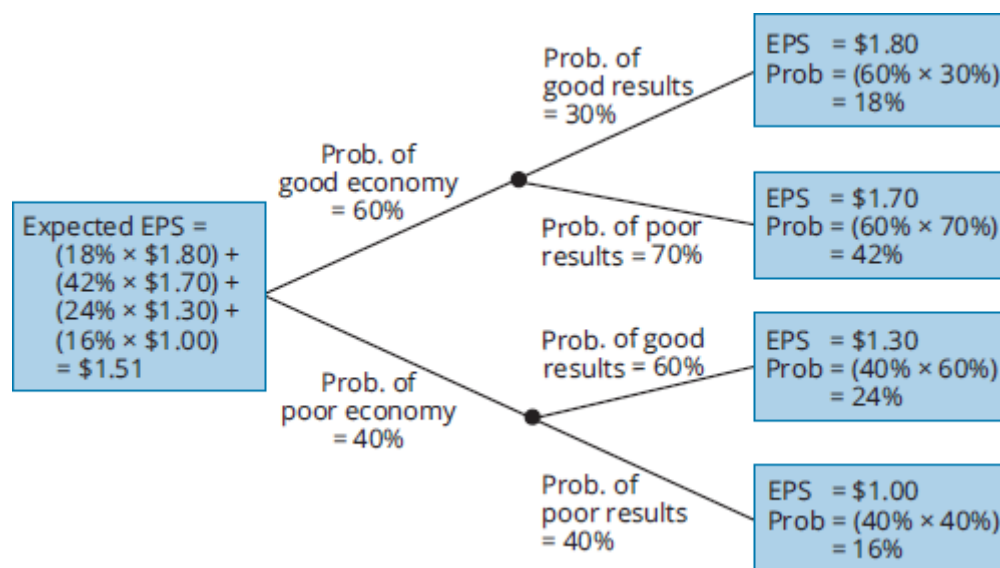 Expected EPS =
(18% × $1.80) +
(42% × $1.70) +
(24% × $1.30) +
(16% × $1.00)
= $1.51
Prob. of
good economy
= 60%
Prob. of
poor economy
= 40%
Prob. of
good results
= 30%
Prob. of poor
results = 70%
Prob. of good
results = 60%
Prob. of
poor results
= 40%
EPS = $1.80
Prob = (60% × 30%)
= 18%
EPS = $1.70
Prob = (60% × 70%)
= 42%
EPS = $1.30
Prob = (40% × 60%)
= 24%
EPS = $1.00
Prob = (40% × 40%)
= 16%